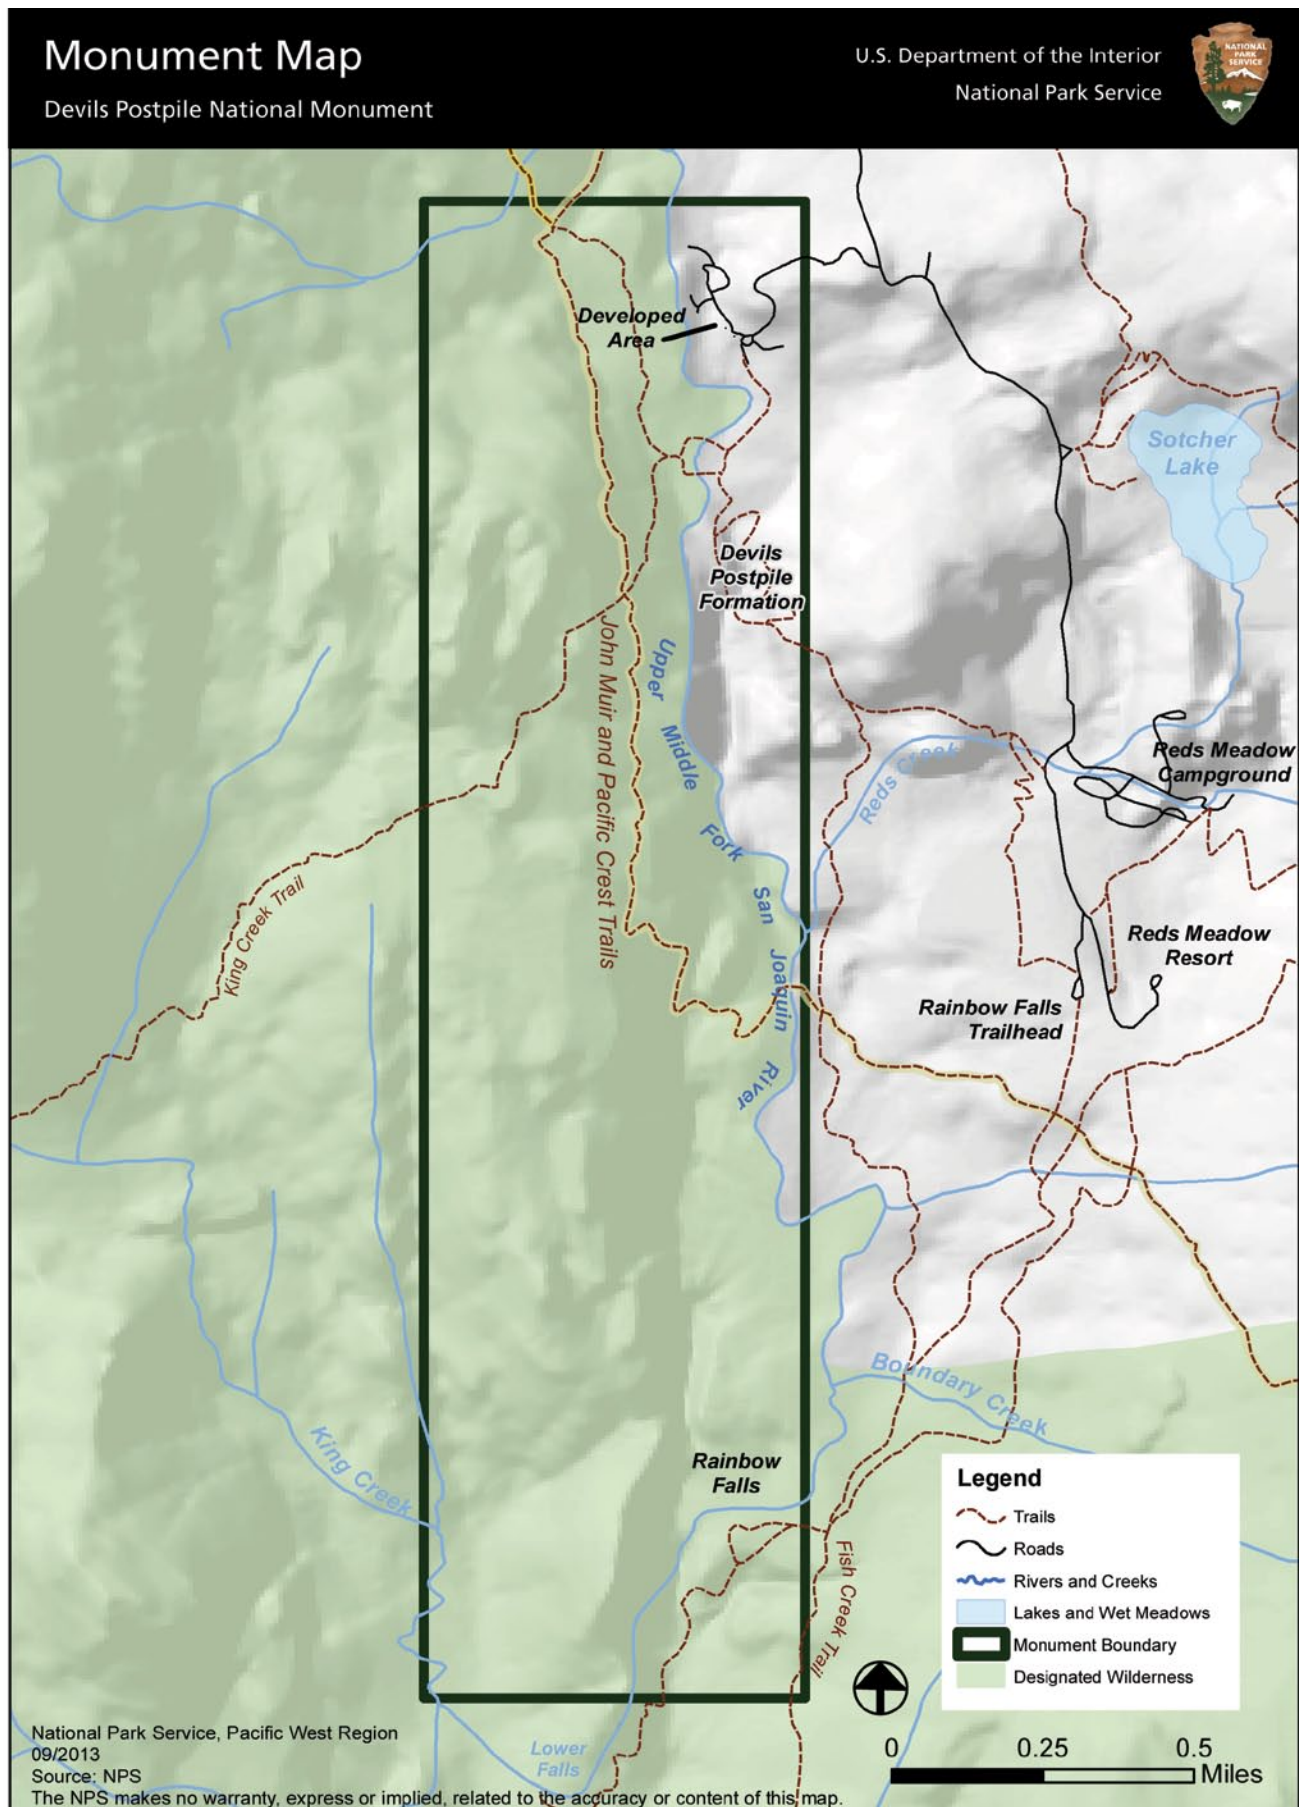 Monument Map
Devils Postpile National Monument
U.S. Department of the Interior
National Park Service
NATIONAL
PARK
SERVICE
Developed
Area
Sotcher
Lake
Devils
Postpile
Formation
John Muir and Pacific Crest Trails
Upper
Middle
Fork
San
Joaquin
River
Reds Creek
Reds Meadow
Campground
King Creek Trail
Reds Meadow
Resort
Rainbow Falls
Trailhead
Boundary Creek
King Creek
Rainbow
Falls
Fish Creek Trail
Lower
Falls
Legend
Trails
Roads
Rivers and Creeks
Lakes and Wet Meadows
Monument Boundary
Designated Wilderness
0 0.25 0.5
Miles
National Park Service, Pacific West Region
09/2013
Source: NPS
The NPS makes no warranty, express or implied, related to the accuracy or content of this map.